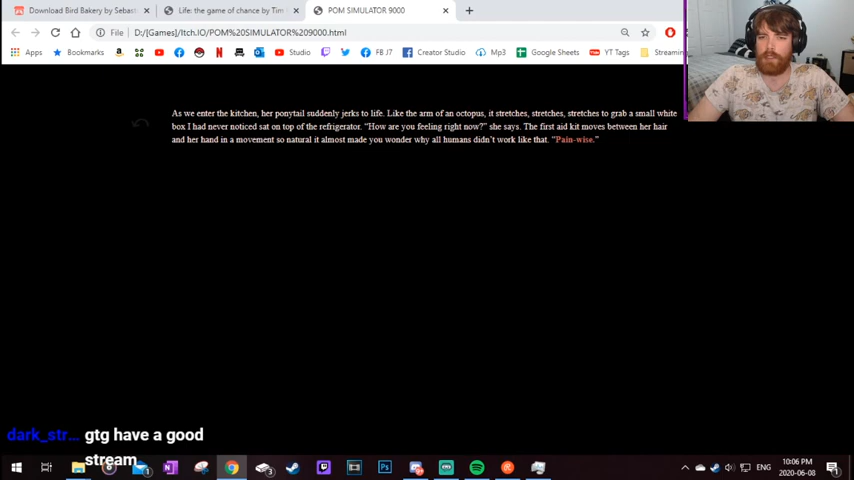 Download Bird Bakery by Sebast
Life: the game of chance by Tim
POM SIMULATOR 9000
File
D:/[Games]/Itch.IO/POM%20SIMULATOR%209000.html
Apps
Bookmarks
Studio
FB J7
Creator Studio
Mp3
Google Sheets
YT Tags
Streaming
As we enter the kitchen, her ponytail suddenly jerks to life. Like the arm of an octopus, it stretches, stretches, stretches to grab a small white
box I had never noticed sat on top of the refrigerator. “How are you feeling right now?” she says. The first aid kit moves between her hair
and her hand in a movement so natural it almost made you wonder why all humans didn’t work like that. “Pain-wise.”
dark_str... gtg have a good
stream
ENG
10:06 PM
2020-06-08